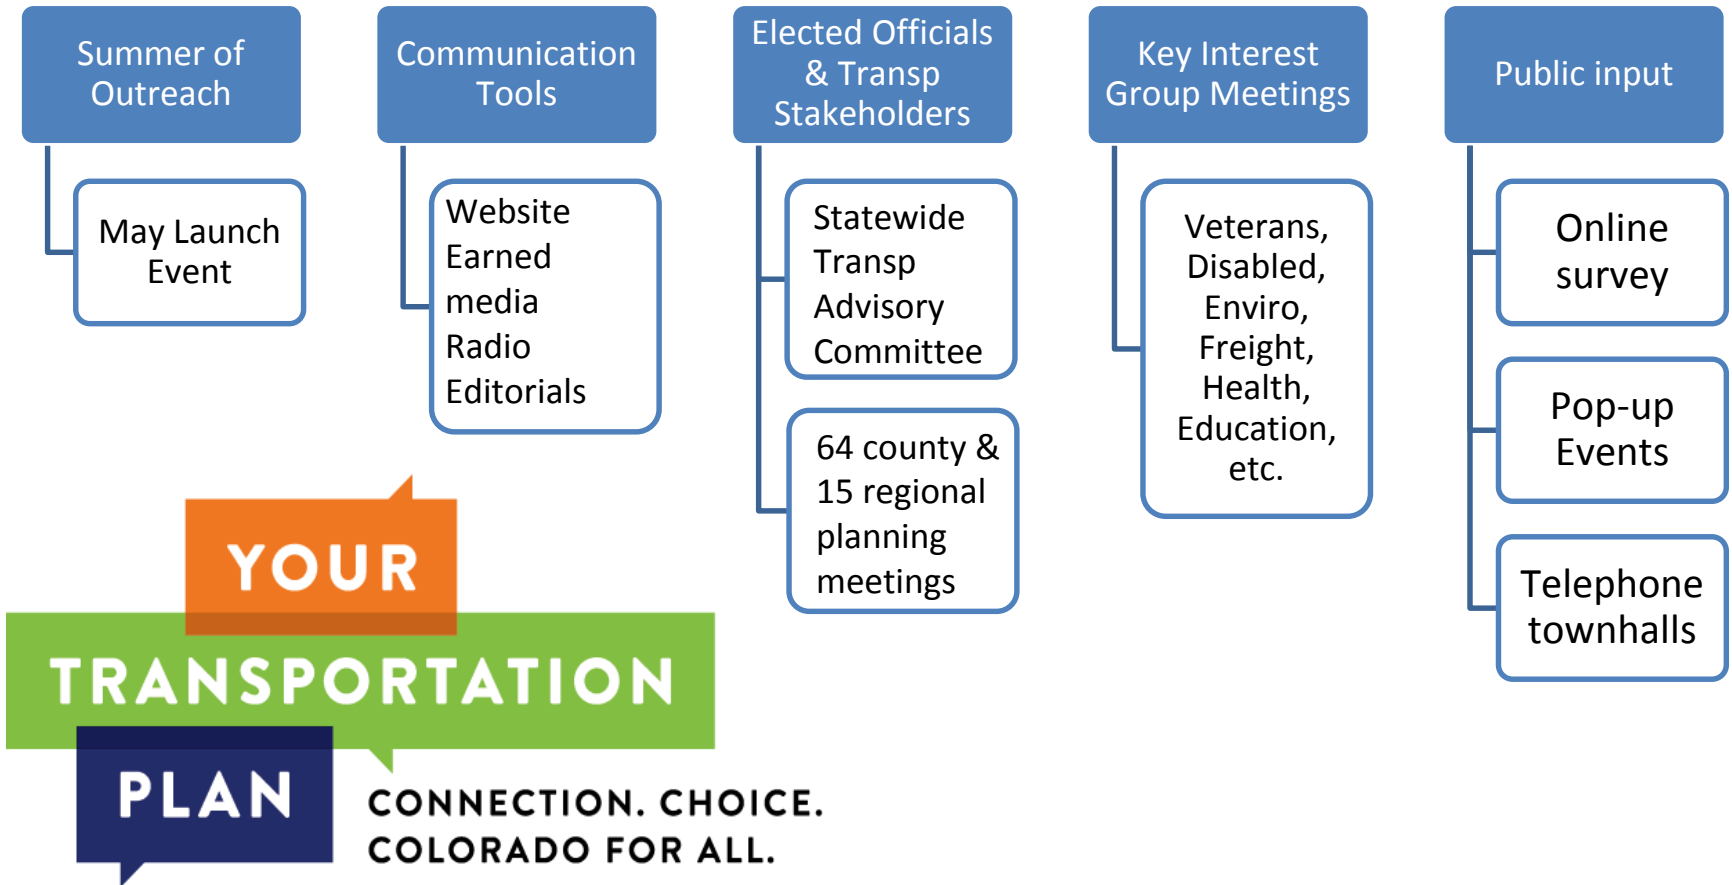 Summer of
Outreach
May Launch
Event
Communication
Tools
Website
Earned
media
Radio
Editorials
Elected Officials
& Transp
Stakeholders
Statewide
Transp
Advisory
Committee
64 county &
15 regional
planning
meetings
Key Interest
Group Meetings
Veterans,
Disabled,
Enviro,
Freight,
Health,
Education,
etc.
Public input
Online
survey
Pop-up
Events
Telephone
townhalls
YOUR
TRANSPORTATION
PLAN
CONNECTION. CHOICE.
COLORADO FOR ALL.